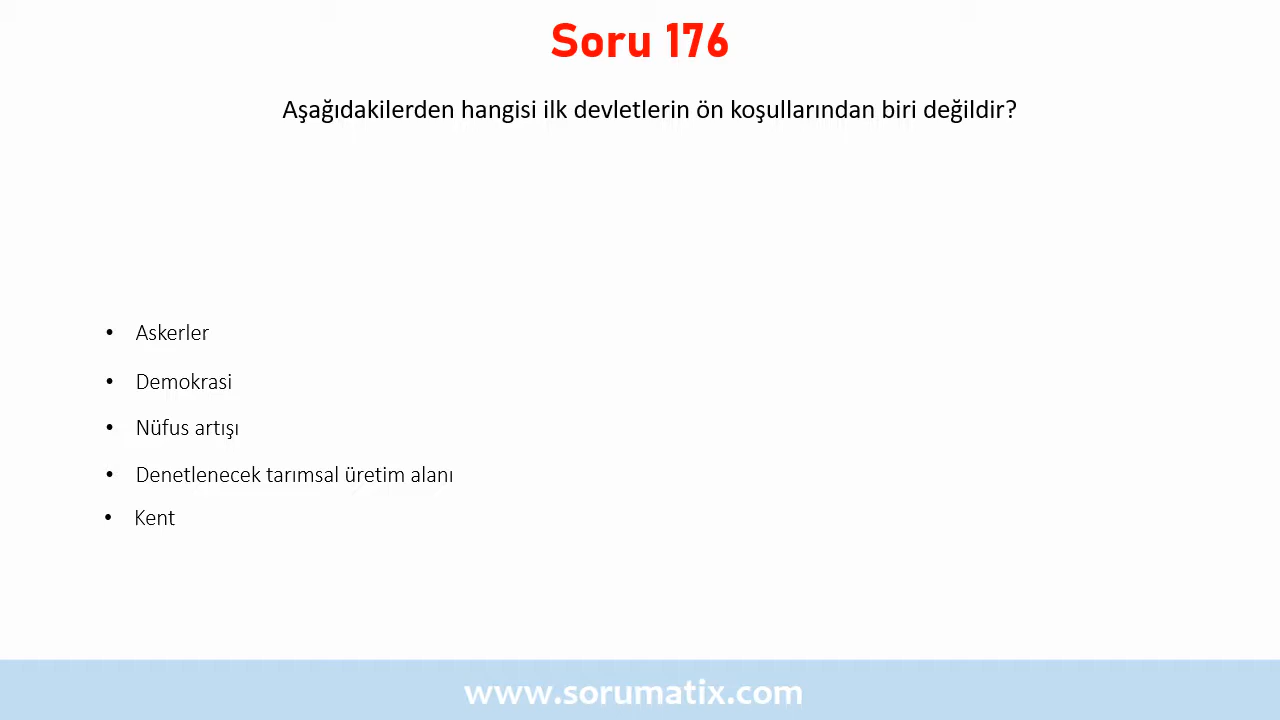 Soru 176
Aşağıdakilerden hangisi ilk devletlerin ön koşullarından biri değildir?
• Askerler
• Demokrasi
• Nüfus artışı
• Denetlenecek tarımsal üretim alanı
• Kent
www.sorumatix.com